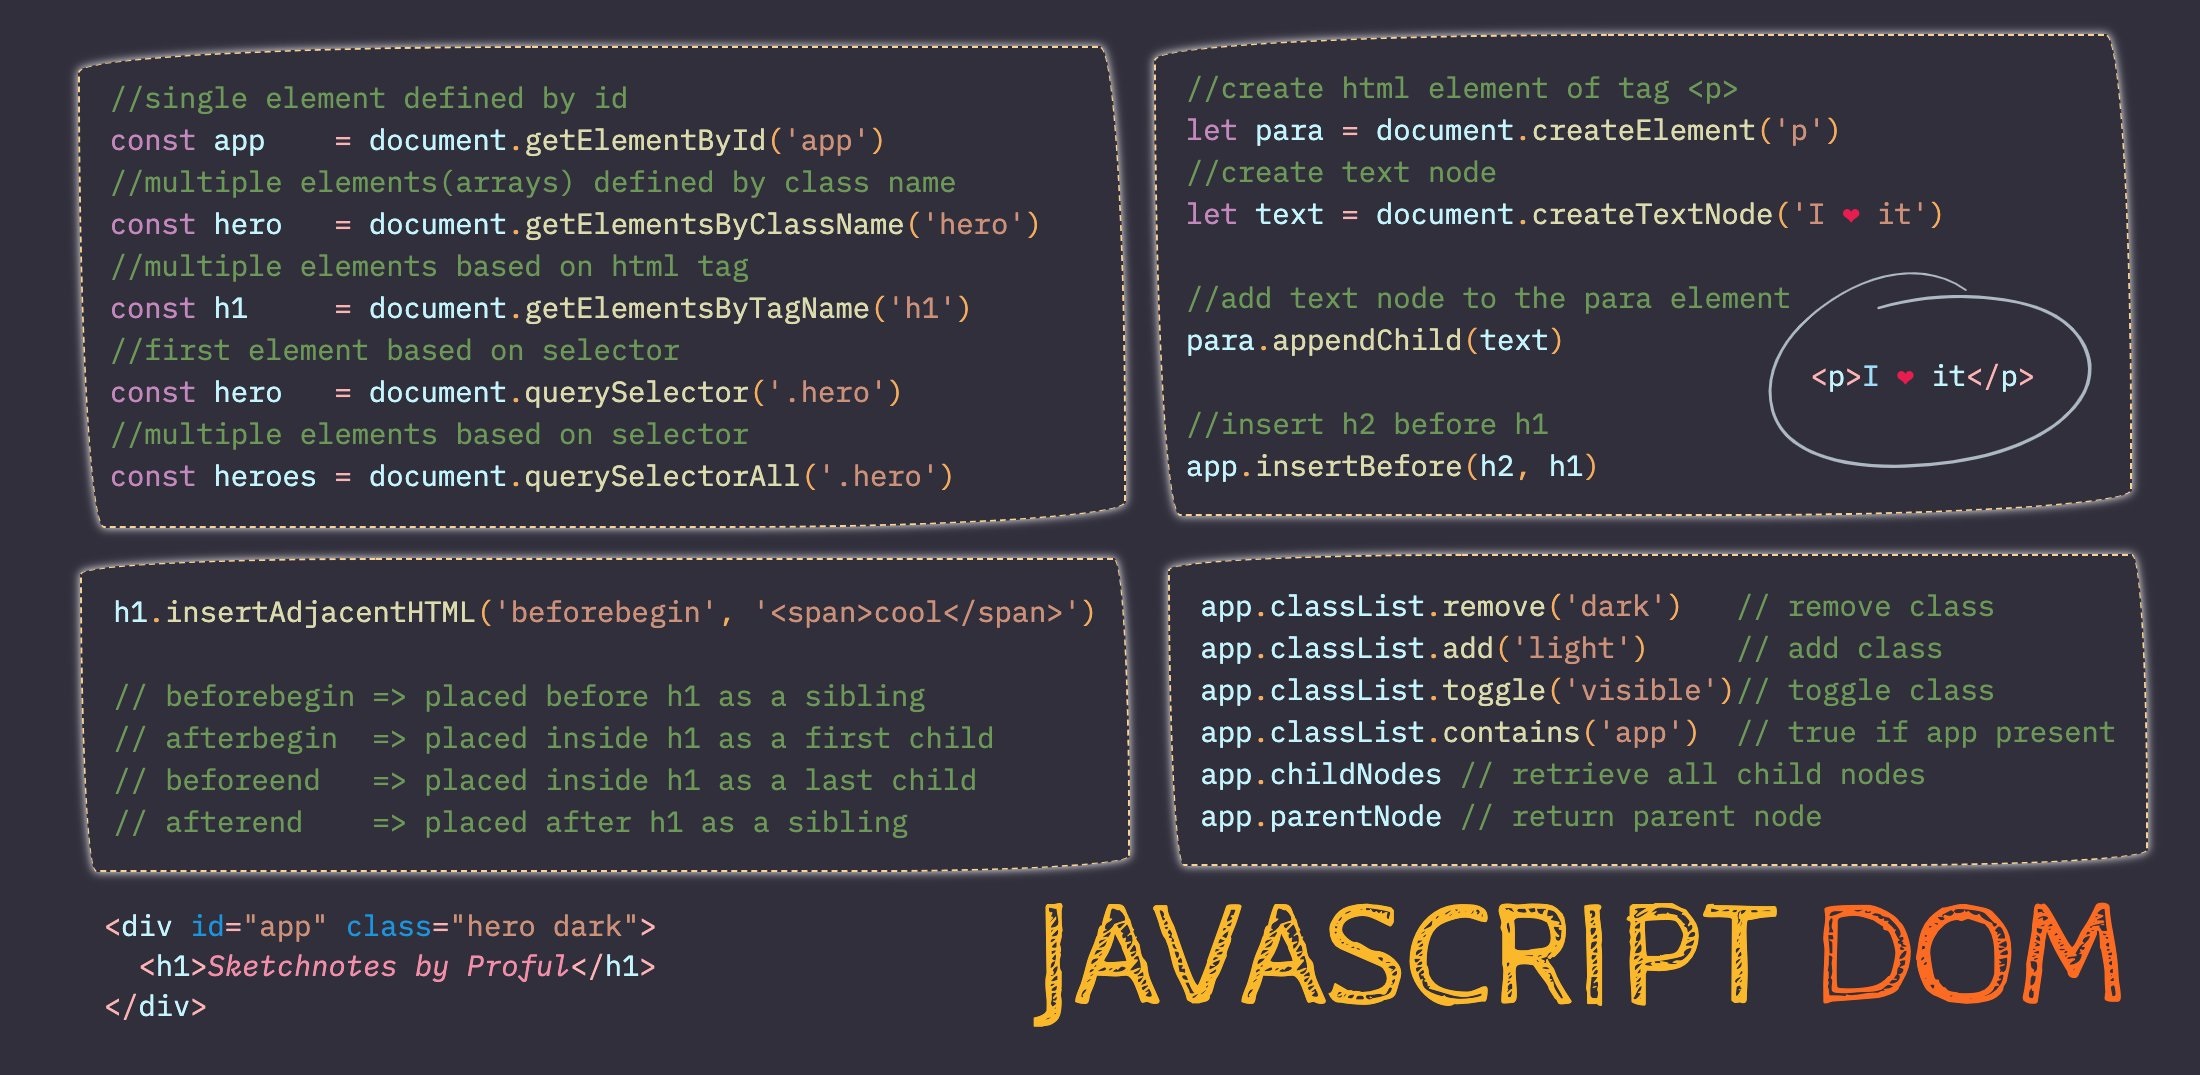 //single element defined by id
const app    = document.getElementById('app')
//multiple elements(arrays) defined by class name
const hero   = document.getElementsByClassName('hero')
//multiple elements based on html tag
const h1     = document.getElementsByTagName('h1')
//first element based on selector
const hero   = document.querySelector('.hero')
//multiple elements based on selector
const heroes = document.querySelectorAll('.hero')
//create html element of tag <p>
let para = document.createElement('p')
//create text node
let text = document.createTextNode('I ❤ it')
//add text node to the para element
para.appendChild(text)
<p>I ❤ it</p>
//insert h2 before h1
app.insertBefore(h2, h1)
h1.insertAdjacentHTML('beforebegin', '<span>cool</span>')
// beforebegin => placed before h1 as a sibling
// afterbegin  => placed inside h1 as a first child
// beforeend   => placed inside h1 as a last child
// afterend    => placed after h1 as a sibling
app.classList.remove('dark')   // remove class
app.classList.add('light')     // add class
app.classList.toggle('visible')// toggle class
app.classList.contains('app')  // true if app present
app.childNodes // retrieve all child nodes
app.parentNode // return parent node
<div id="app" class="hero dark">
  <h1>Sketchnotes by Proful</h1>
</div>
JAVASCRIPT DOM